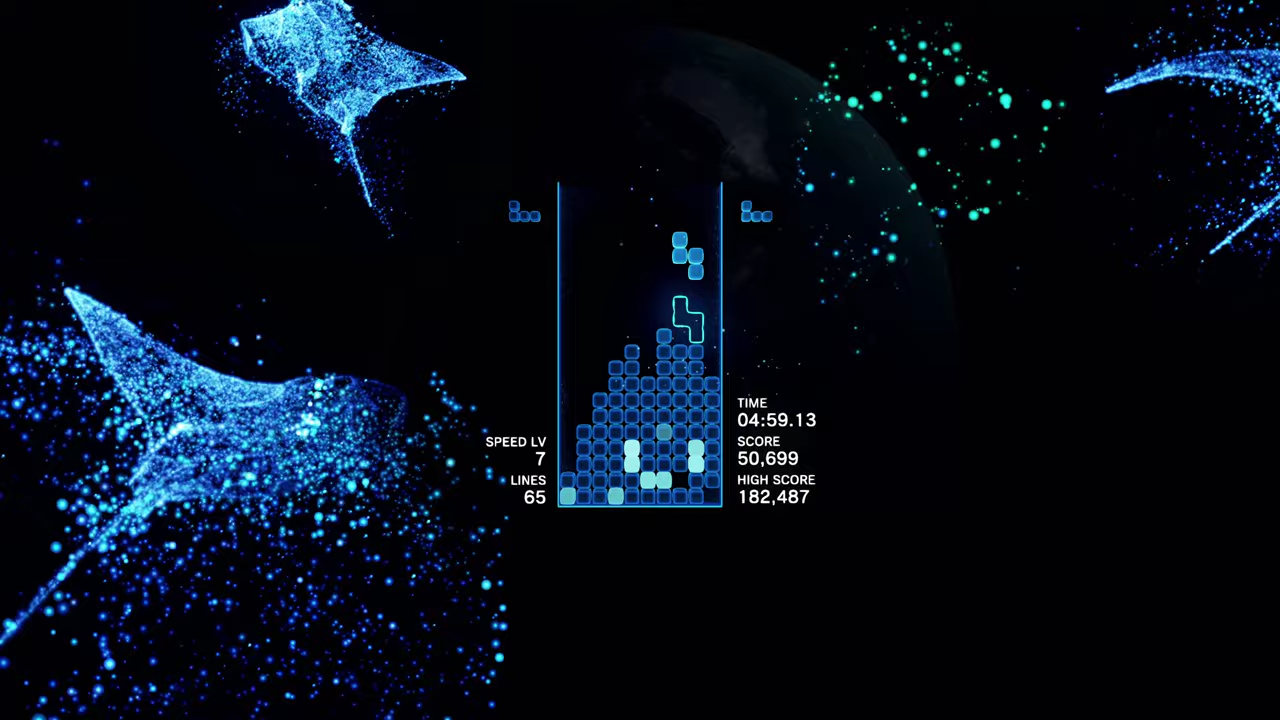 SPEED LV
7
LINES
65
TIME
04:59.13
SCORE
50,699
HIGH SCORE
182,487